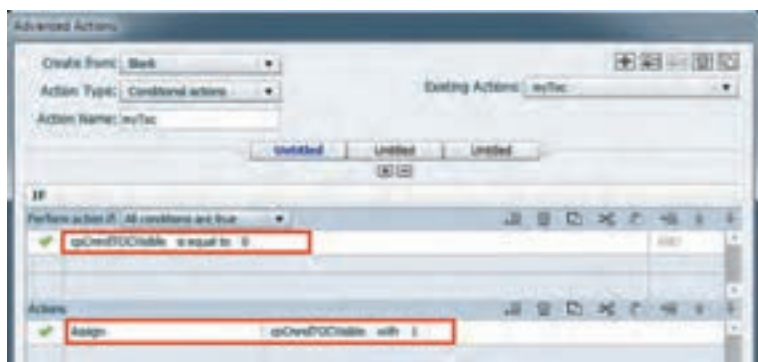 Advanced Actions
Create from: Blank
Action Type: Conditional actions
Existing Actions: myToc
Action Name: myToc
Untitled Untitled Untitled
IF
Perform action if: All conditions are true
cpCmndTOCVisible is equal to 0
AND
Actions
Assign cpCmndTOCVisible with 1